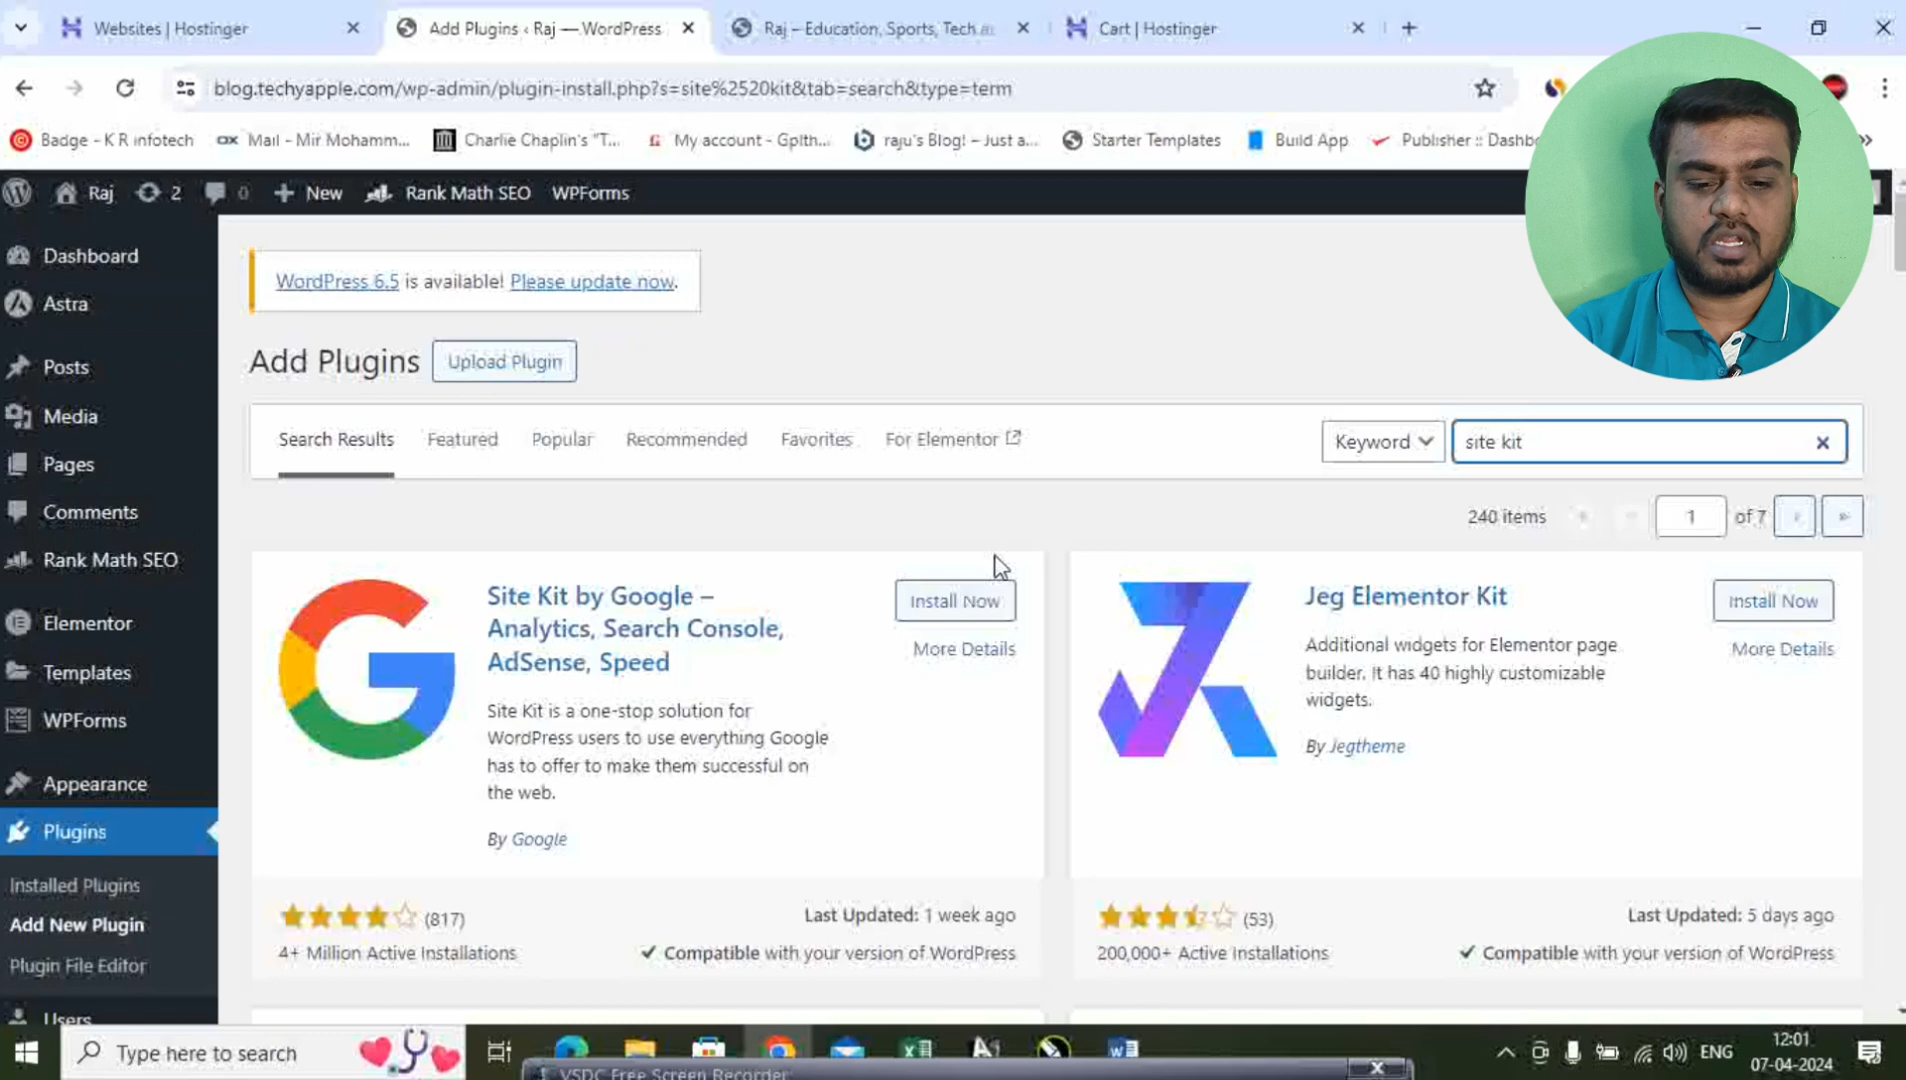 Websites | Hostinger
Add Plugins ‹ Raj — WordPress
Raj – Education, Sports, Tech a
Cart | Hostinger
blog.techyapple.com/wp-admin/plugin-install.php?s=site%2520kit&tab=search&type=term
Badge - K R infotech
Mail - Mir Mohamm...
Charlie Chaplin's "T...
My account - Gplth...
raju's Blog! – Just a...
Starter Templates
Build App
Publisher :: Dashb
Raj
2
0
New
Rank Math SEO
WPForms
Dashboard
Astra
Posts
Media
Pages
Comments
Rank Math SEO
Elementor
Templates
WPForms
Appearance
Plugins
Installed Plugins
Add New Plugin
Plugin File Editor
Users
WordPress 6.5 is available! Please update now.
Add Plugins
Upload Plugin
Search Results
Featured
Popular
Recommended
Favorites
For Elementor
Keyword
site kit
240 items
1
of 7
Site Kit by Google –
Analytics, Search Console,
AdSense, Speed
Install Now
More Details
Site Kit is a one-stop solution for
WordPress users to use everything Google
has to offer to make them successful on
the web.
By Google
(817)
Last Updated: 1 week ago
4+ Million Active Installations
Compatible with your version of WordPress
Jeg Elementor Kit
Install Now
More Details
Additional widgets for Elementor page
builder. It has 40 highly customizable
widgets.
By Jegtheme
(53)
Last Updated: 5 days ago
200,000+ Active Installations
Compatible with your version of WordPress
Type here to search
VSDC Free Screen Recorder
ENG
12:01
07-04-2024